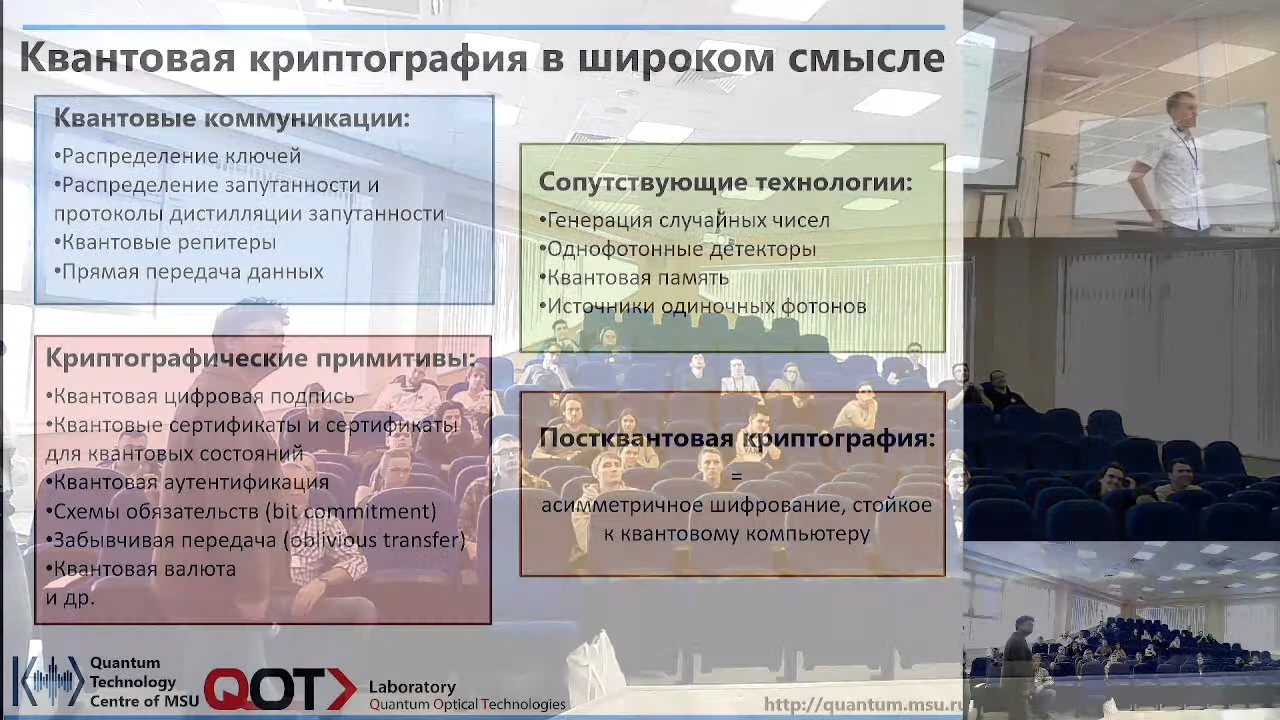 Квантовая криптография в широком смысле
Квантовые коммуникации:
•Распределение ключей
•Распределение запутанности и
протоколы дистилляции запутанности
•Квантовые репитеры
•Прямая передача данных
Сопутствующие технологии:
•Генерация случайных чисел
•Однофотонные детекторы
•Квантовая память
•Источники одиночных фотонов
Криптографические примитивы:
•Квантовая цифровая подпись
•Квантовые сертификаты и сертификаты
для квантовых состояний
•Квантовая аутентификация
•Схемы обязательств (bit commitment)
•Забывчивая передача (oblivious transfer)
•Квантовая валюта
и др.
Постквантовая криптография:
=
асимметричное шифрование, стойкое
к квантовому компьютеру
Quantum
Technology
Centre of MSU
QOT
Laboratory
Quantum Optical Technologies
http://quantum.msu.ru